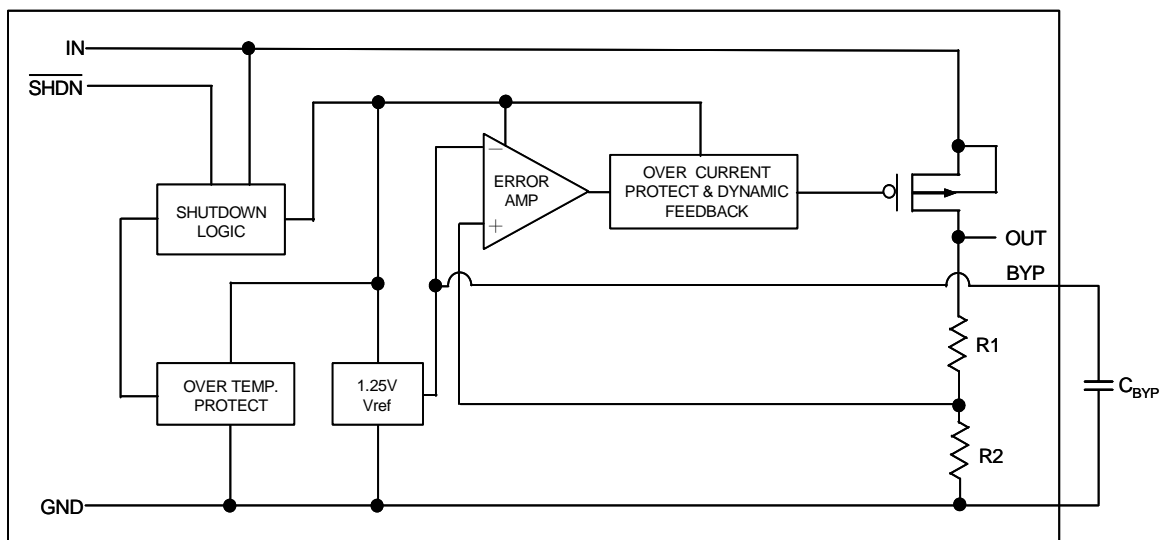 IN
SHDN
SHUTDOWN
LOGIC
−
ERROR
AMP
+
OVER CURRENT
PROTECT & DYNAMIC
FEEDBACK
OUT
BYP
R1
OVER TEMP.
PROTECT
1.25V
Vref
CBYP
R2
GND